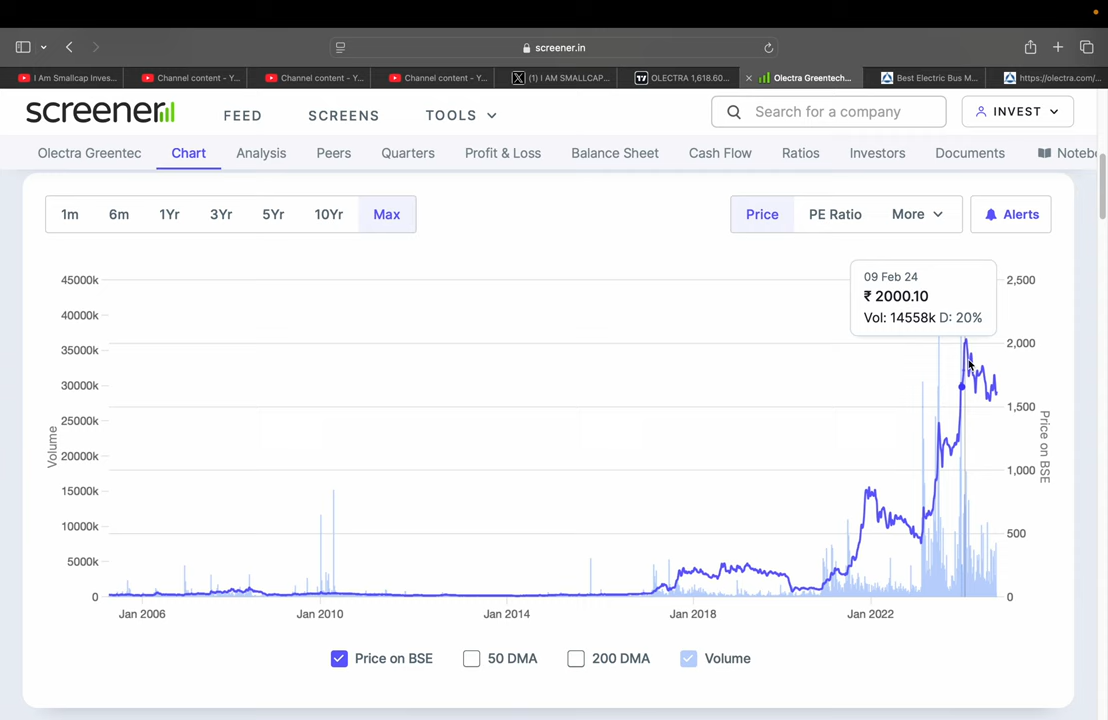 screener.in
I Am Smallcap Inves...
Channel content - Y...
Channel content - Y...
Channel content - Y...
(1) I AM SMALLCAP...
OLECTRA 1,618.60...
Olectra Greentech...
Best Electric Bus M...
https://olectra.com/...
screener
FEED
SCREENS
TOOLS
Search for a company
INVEST
Olectra Greentec
Chart
Analysis
Peers
Quarters
Profit & Loss
Balance Sheet
Cash Flow
Ratios
Investors
Documents
Notebo
1m
6m
1Yr
3Yr
5Yr
10Yr
Max
Price
PE Ratio
More
Alerts
09 Feb 24
₹ 2000.10
Vol: 14558k D: 20%
45000k
40000k
35000k
30000k
25000k
20000k
15000k
10000k
5000k
0
Volume
2,500
2,000
1,500
1,000
500
0
Price on BSE
Jan 2006
Jan 2010
Jan 2014
Jan 2018
Jan 2022
Price on BSE
50 DMA
200 DMA
Volume